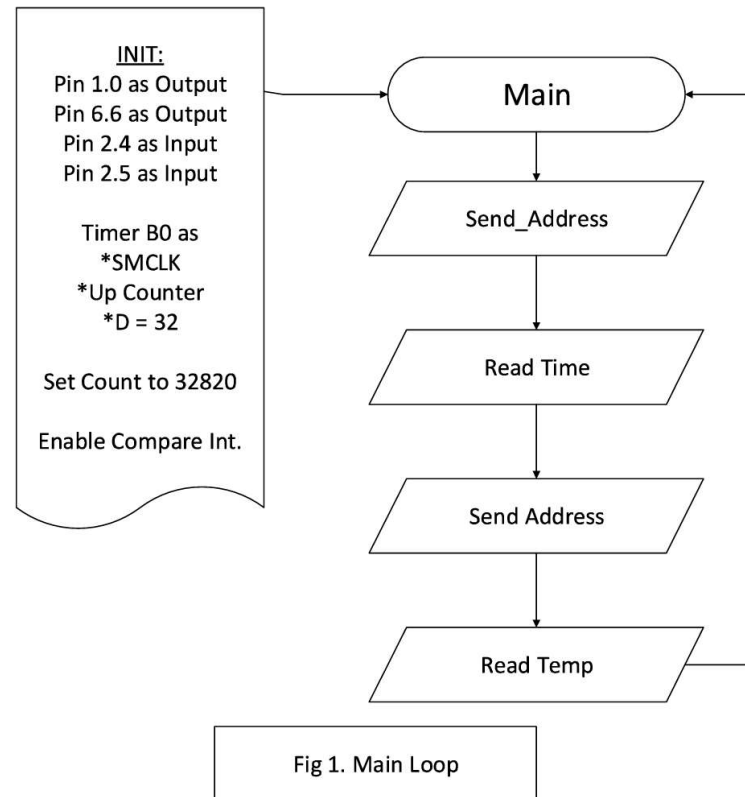 INIT:
Pin 1.0 as Output
Pin 6.6 as Output
Pin 2.4 as Input
Pin 2.5 as Input
Timer B0 as
*SMCLK
*Up Counter
*D = 32
Set Count to 32820
Enable Compare Int.
Main
Send_Address
Read Time
Send Address
Read Temp
Fig 1. Main Loop